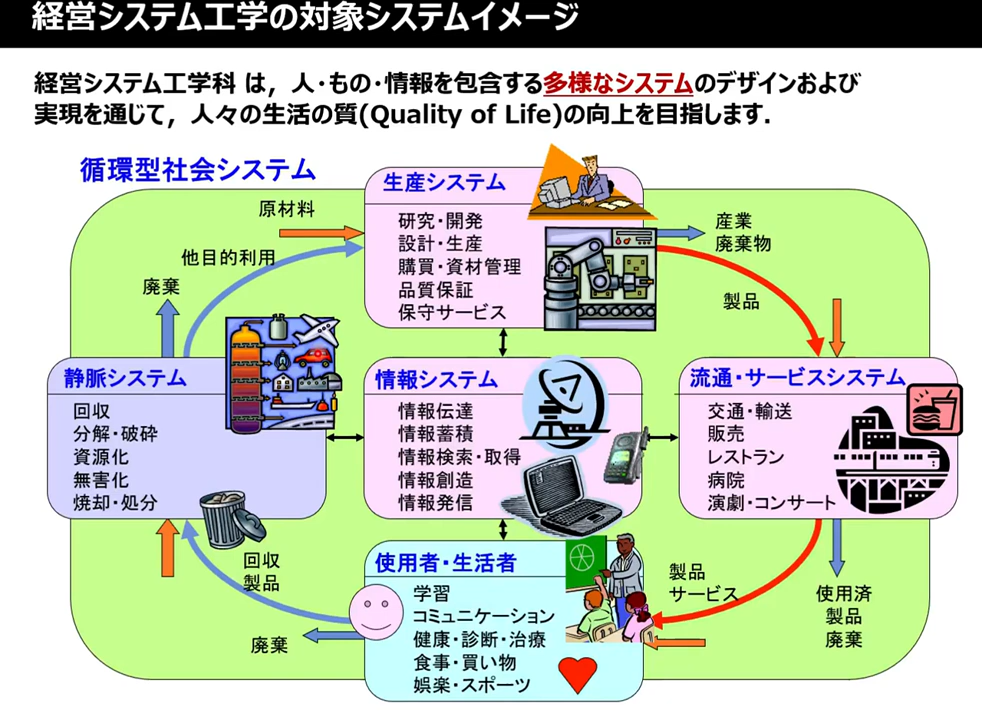 経営システム工学の対象システムイメージ
経営システム工学科 は，人・もの・情報を包含する多様なシステムのデザインおよび
実現を通じて，人々の生活の質(Quality of Life)の向上を目指します．
循環型社会システム
生産システム
研究・開発
設計・生産
購買・資材管理
品質保証
保守サービス
原材料
他目的利用
廃棄
産業
廃棄物
製品
静脈システム
回収
分解・破砕
資源化
無害化
焼却・処分
情報システム
情報伝達
情報蓄積
情報検索・取得
情報創造
情報発信
流通・サービスシステム
交通・輸送
販売
レストラン
病院
演劇・コンサート
回収
製品
廃棄
使用者・生活者
学習
コミュニケーション
健康・診断・治療
食事・買い物
娯楽・スポーツ
製品
サービス
使用済
製品
廃棄